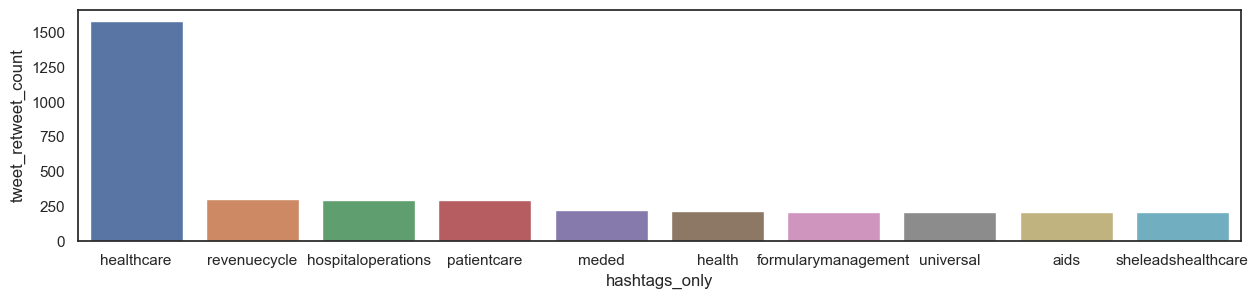 tweet_retweet_count
1500
1250
1000
750
500
250
0
healthcare revenuecycle hospitaloperations patientcare meded health formularymanagement universal aids sheleadshealthcare
hashtags_only